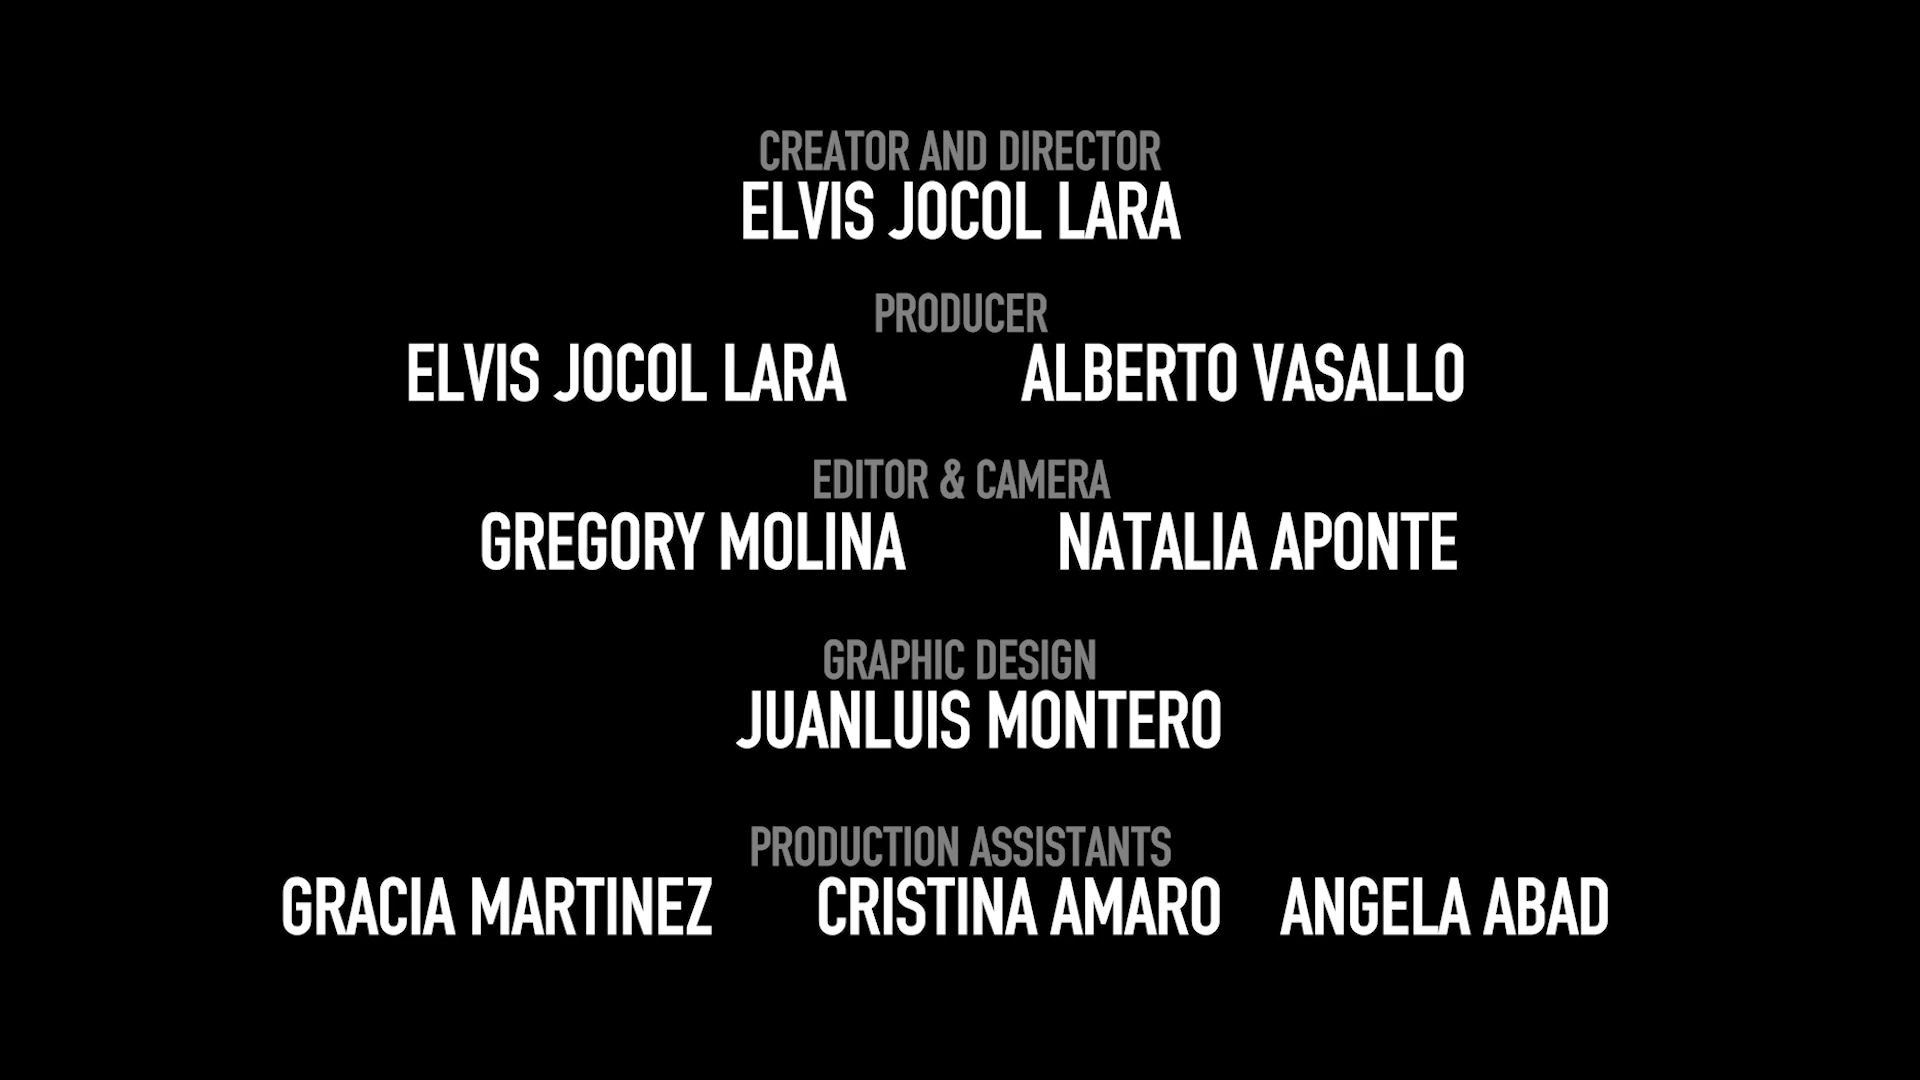 CREATOR AND DIRECTOR
ELVIS JOCOL LARA
PRODUCER
ELVIS JOCOL LARA ALBERTO VASALLO
EDITOR & CAMERA
GREGORY MOLINA NATALIA APONTE
GRAPHIC DESIGN
JUANLUIS MONTERO
PRODUCTION ASSISTANTS
GRACIA MARTINEZ CRISTINA AMARO ANGELA ABAD